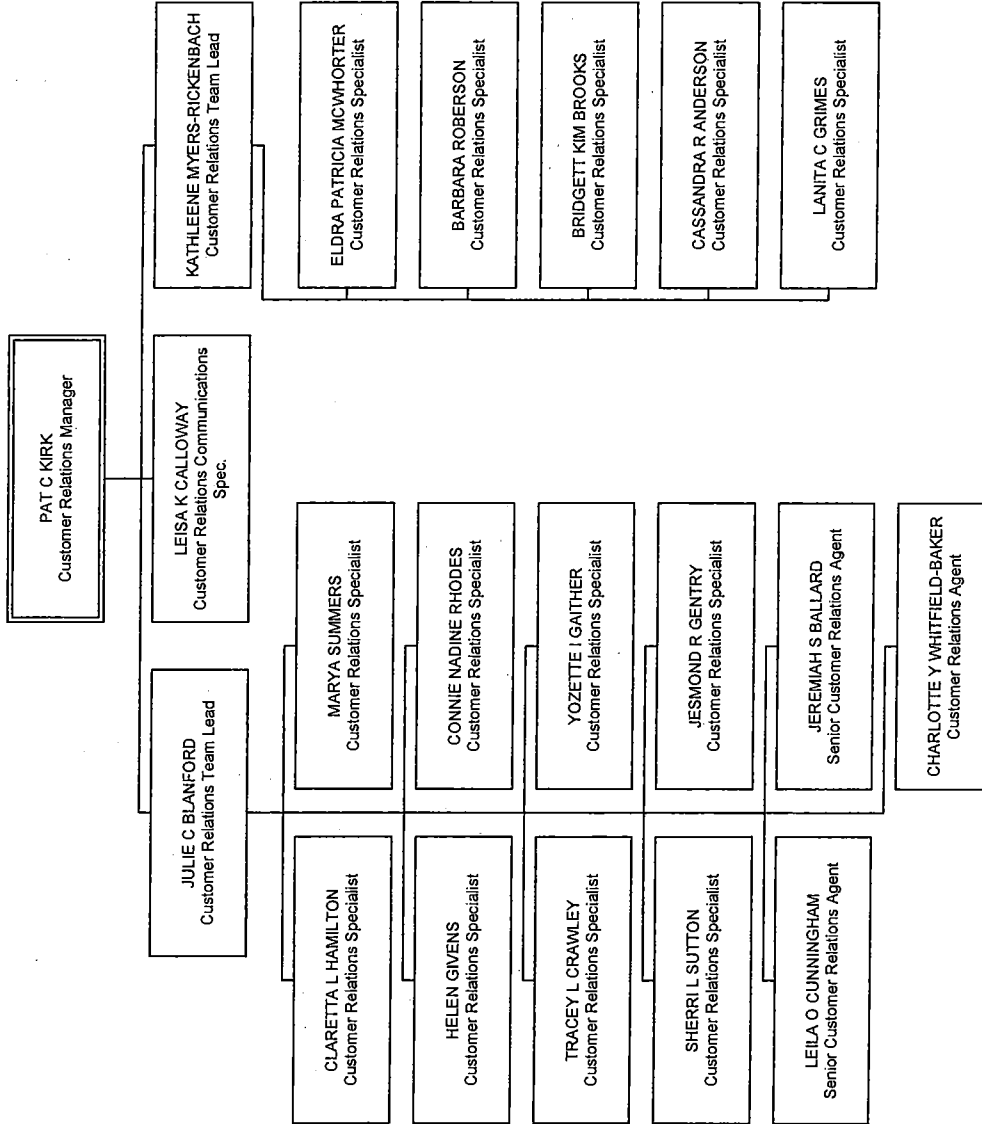 PAT C KIRK
Customer Relations Manager
JULIE C BLANFORD
Customer Relations Team Lead
LEISA K CALLOWAY
Customer Relations Communications
Spec.
KATHLEENE MYERS-RICKENBACH
Customer Relations Team Lead
CLARETTA L HAMILTON
Customer Relations Specialist
MARYA SUMMERS
Customer Relations Specialist
ELDRA PATRICIA MCWHORTER
Customer Relations Specialist
HELEN GIVENS
Customer Relations Specialist
CONNIE NADINE RHODES
Customer Relations Specialist
BARBARA ROBERSON
Customer Relations Specialist
TRACEY L CRAWLEY
Customer Relations Specialist
YOZETTE I GAITHER
Customer Relations Specialist
BRIDGETT KIM BROOKS
Customer Relations Specialist
SHERRI L SUTTON
Customer Relations Specialist
JESMOND R GENTRY
Customer Relations Specialist
CASSANDRA R ANDERSON
Customer Relations Specialist
LEILA O CUNNINGHAM
Senior Customer Relations Agent
JEREMIAH S BALLARD
Senior Customer Relations Agent
LANITA C GRIMES
Customer Relations Specialist
CHARLOTTE Y WHITFIELD-BAKER
Customer Relations Agent